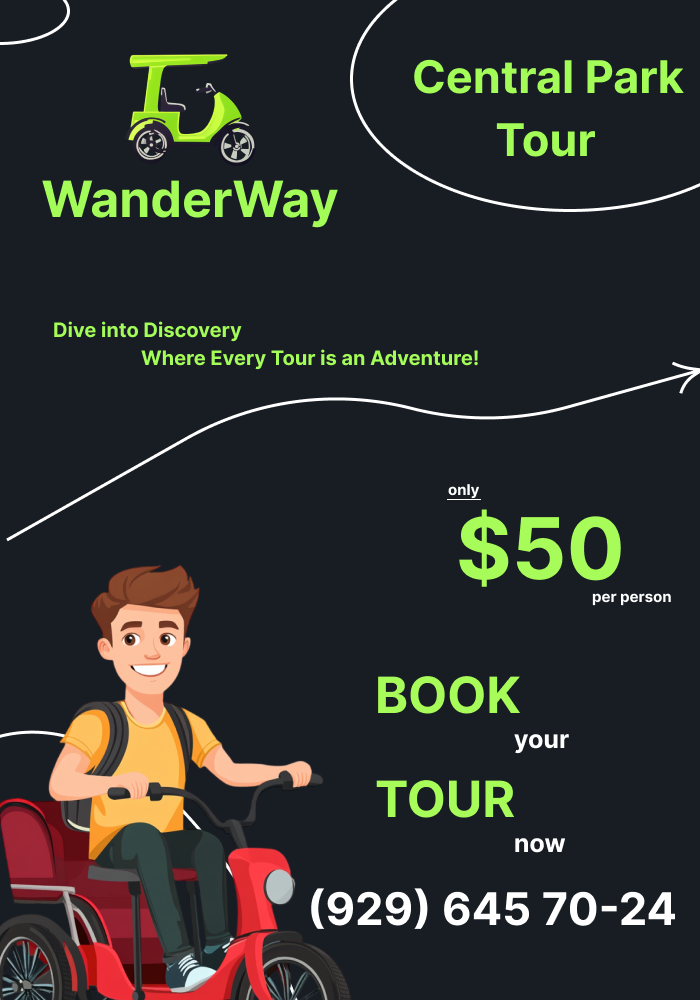 Central Park
Tour
WanderWay
Dive into Discovery
Where Every Tour is an Adventure!
only
$50
per person
BOOK
your
TOUR
now
(929) 645 70-24